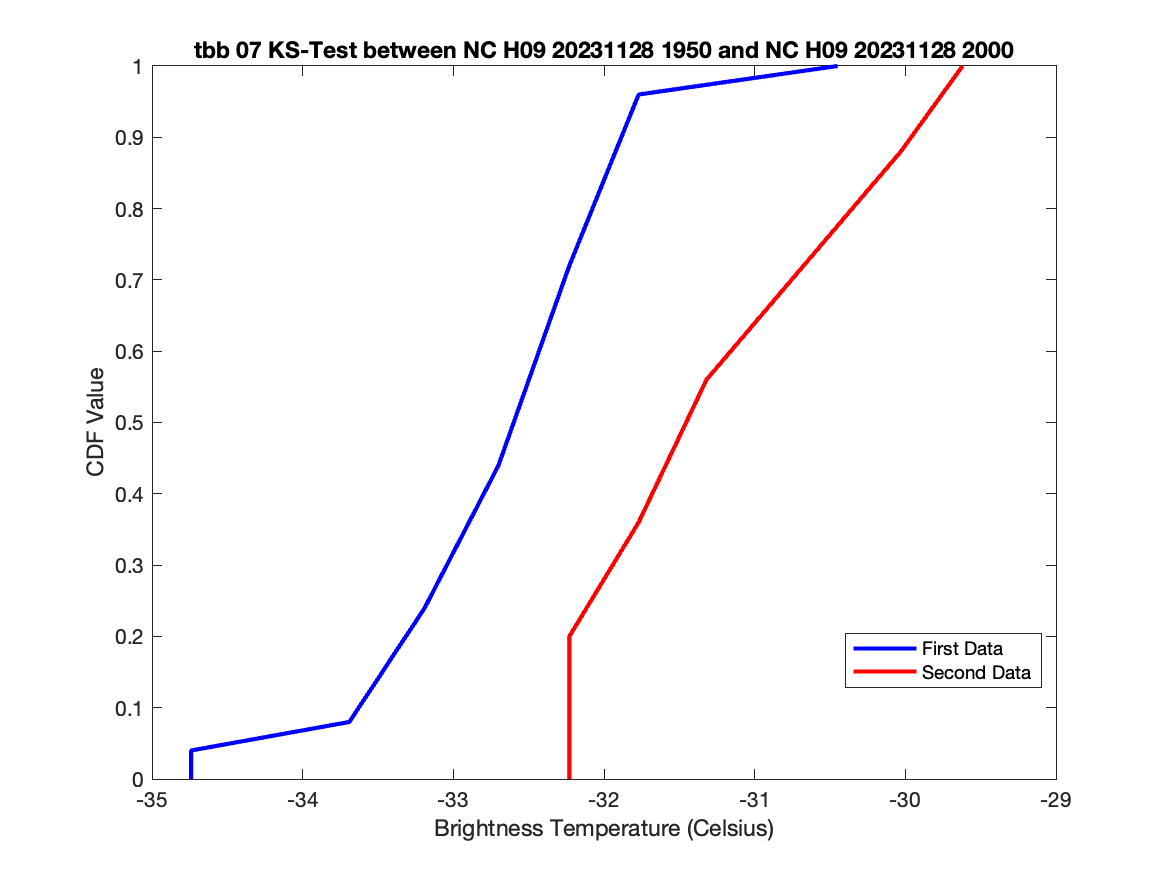 tbb 07 KS-Test between NC H09 20231128 1950 and NC H09 20231128 2000
1
0.9
0.8
0.7
0.6
0.5
0.4
0.3
0.2
0.1
0
CDF Value
First Data
Second Data
-35 -34 -33 -32 -31 -30 -29
Brightness Temperature (Celsius)